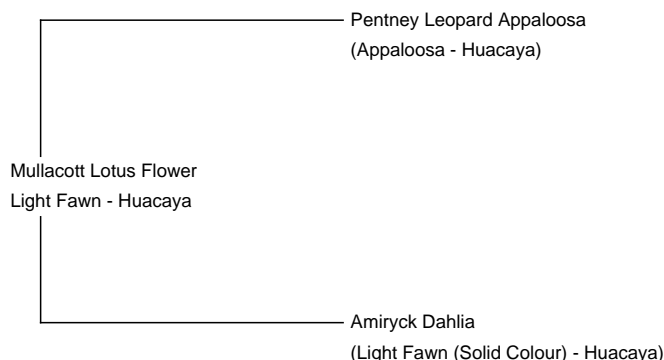 Pentney Leopard Appaloosa
(Appaloosa - Huacaya)
Mullacott Lotus Flower
Light Fawn - Huacaya
Amiryck Dahlia
(Light Fawn (Solid Colour) - Huacaya)